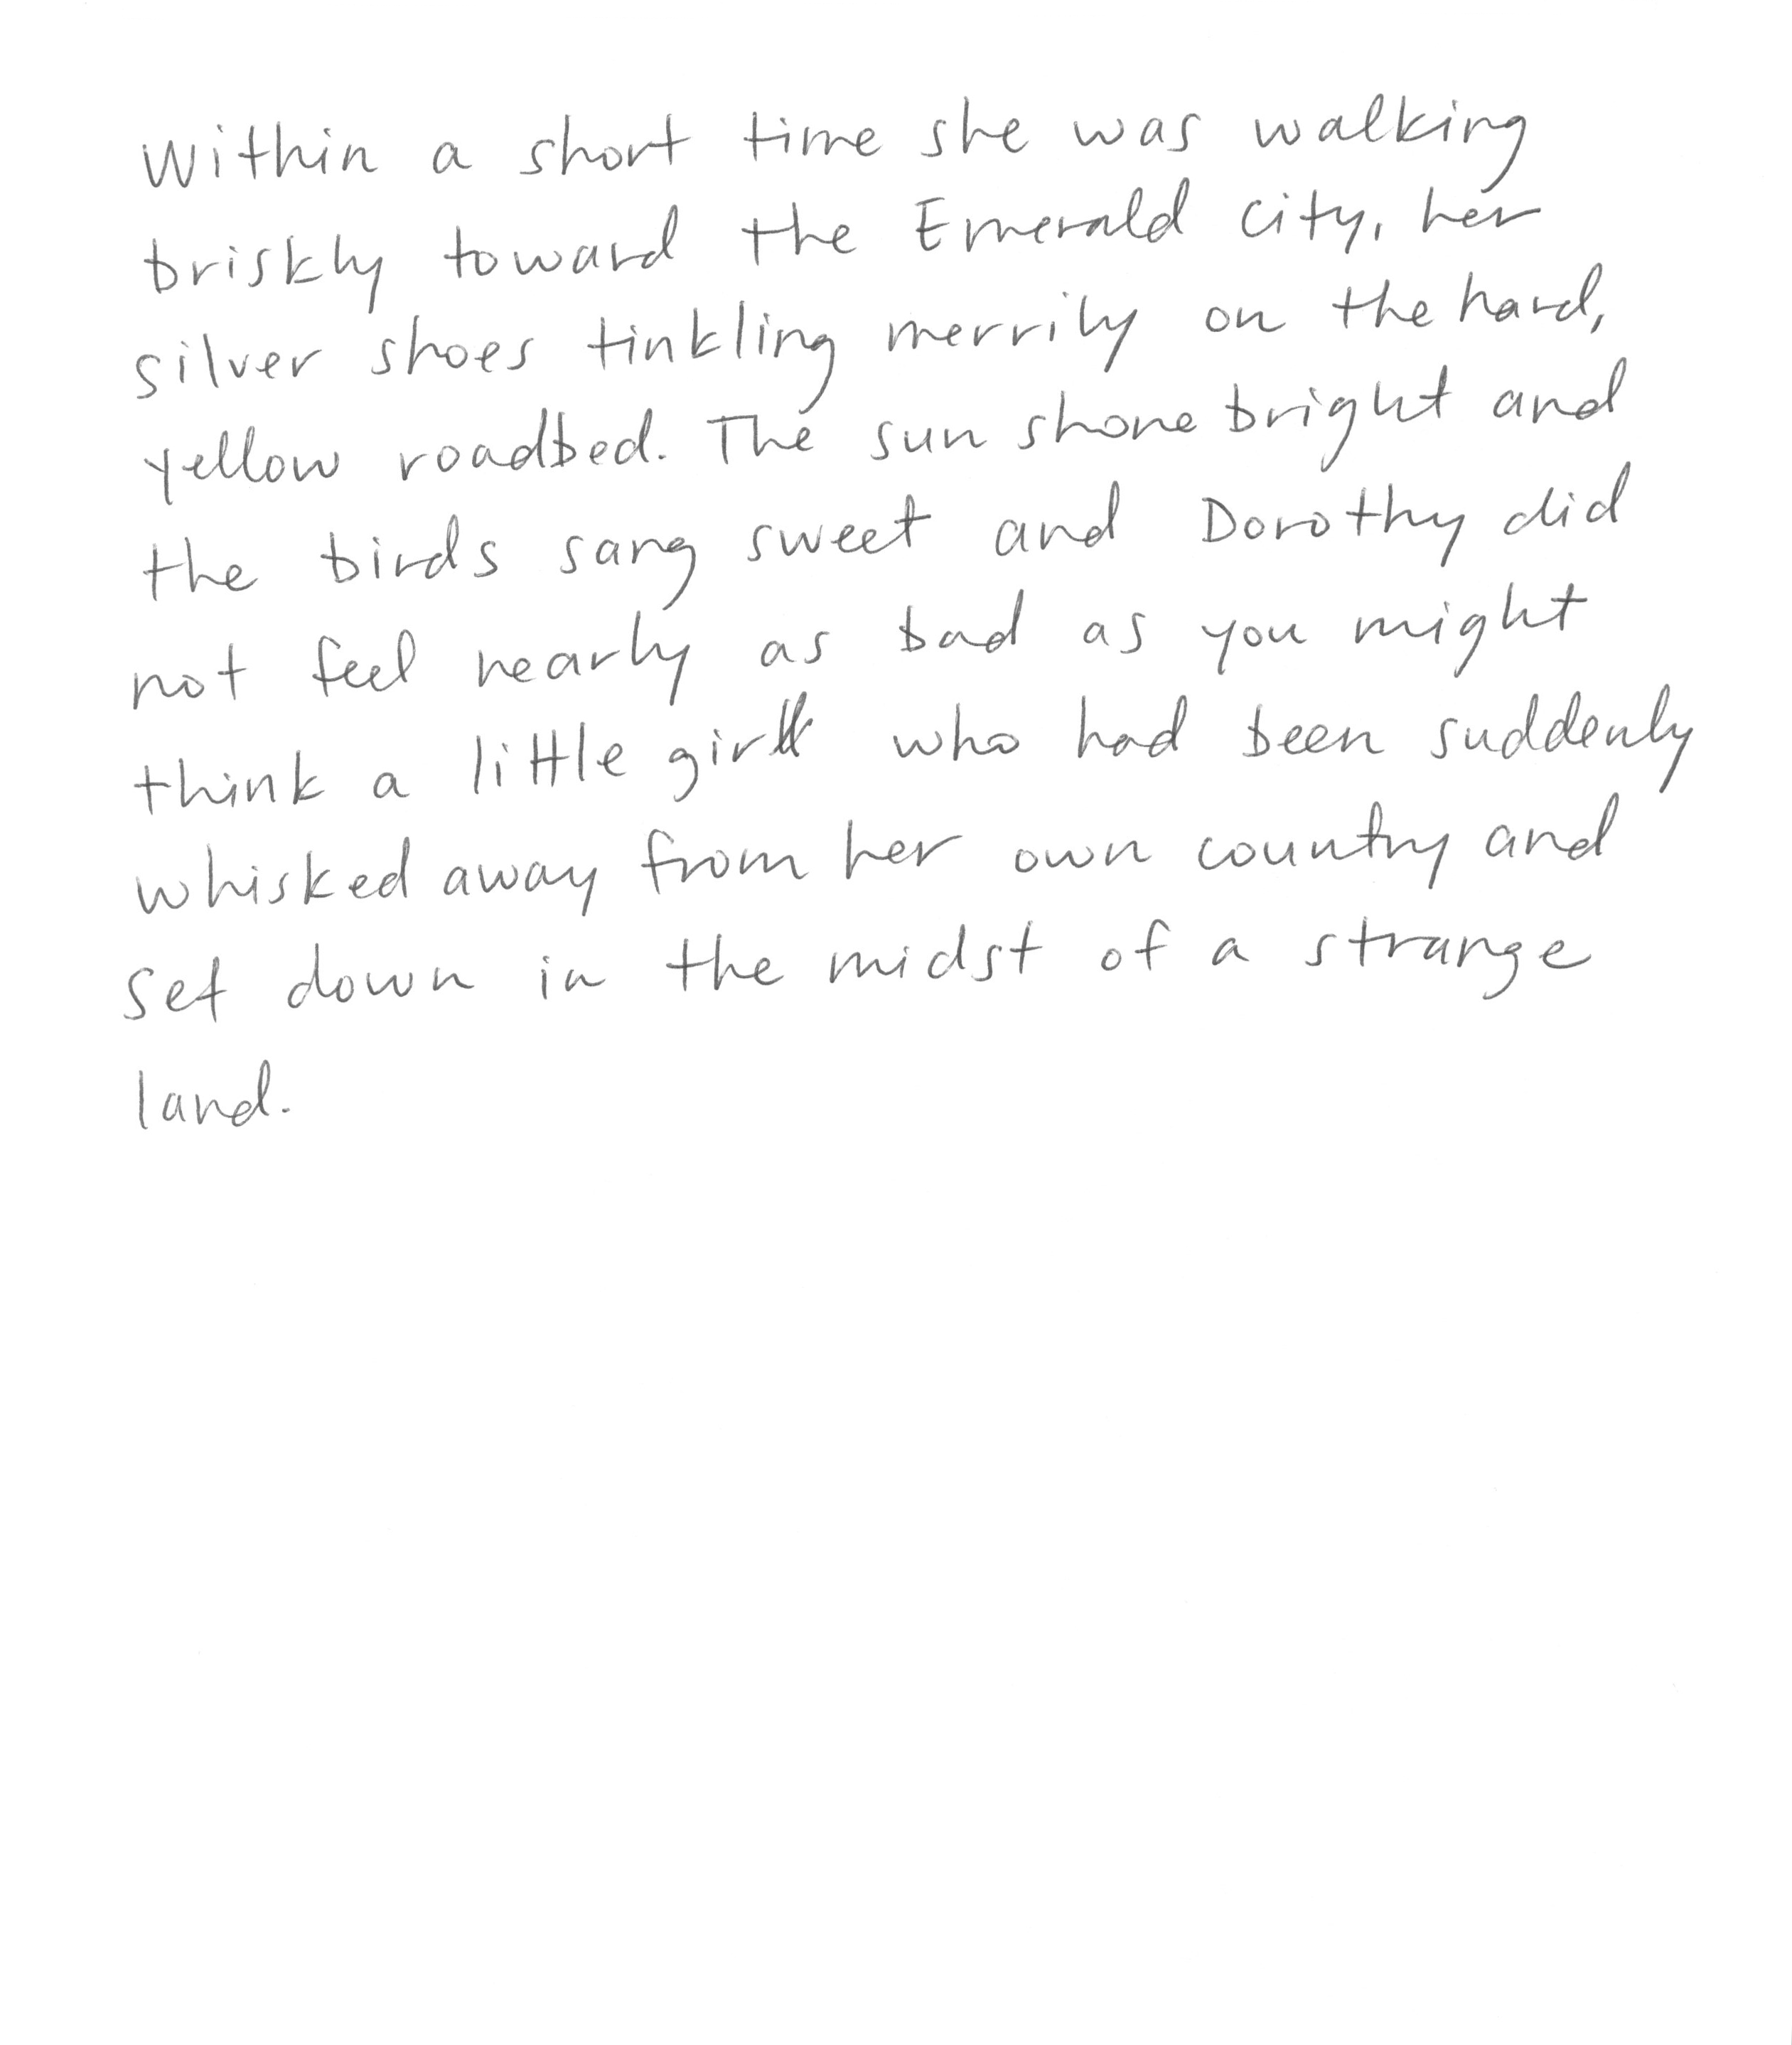 Within a short time she was walking
briskly toward the Emerald City, her
silver shoes tinkling merrily on the hard,
yellow roadbed. The sun shone bright and
the birds sang sweet and Dorothy did
not feel nearly as bad as you might
think a little girl who had been suddenly
whisked away from her own country and
set down in the midst of a strange
land.